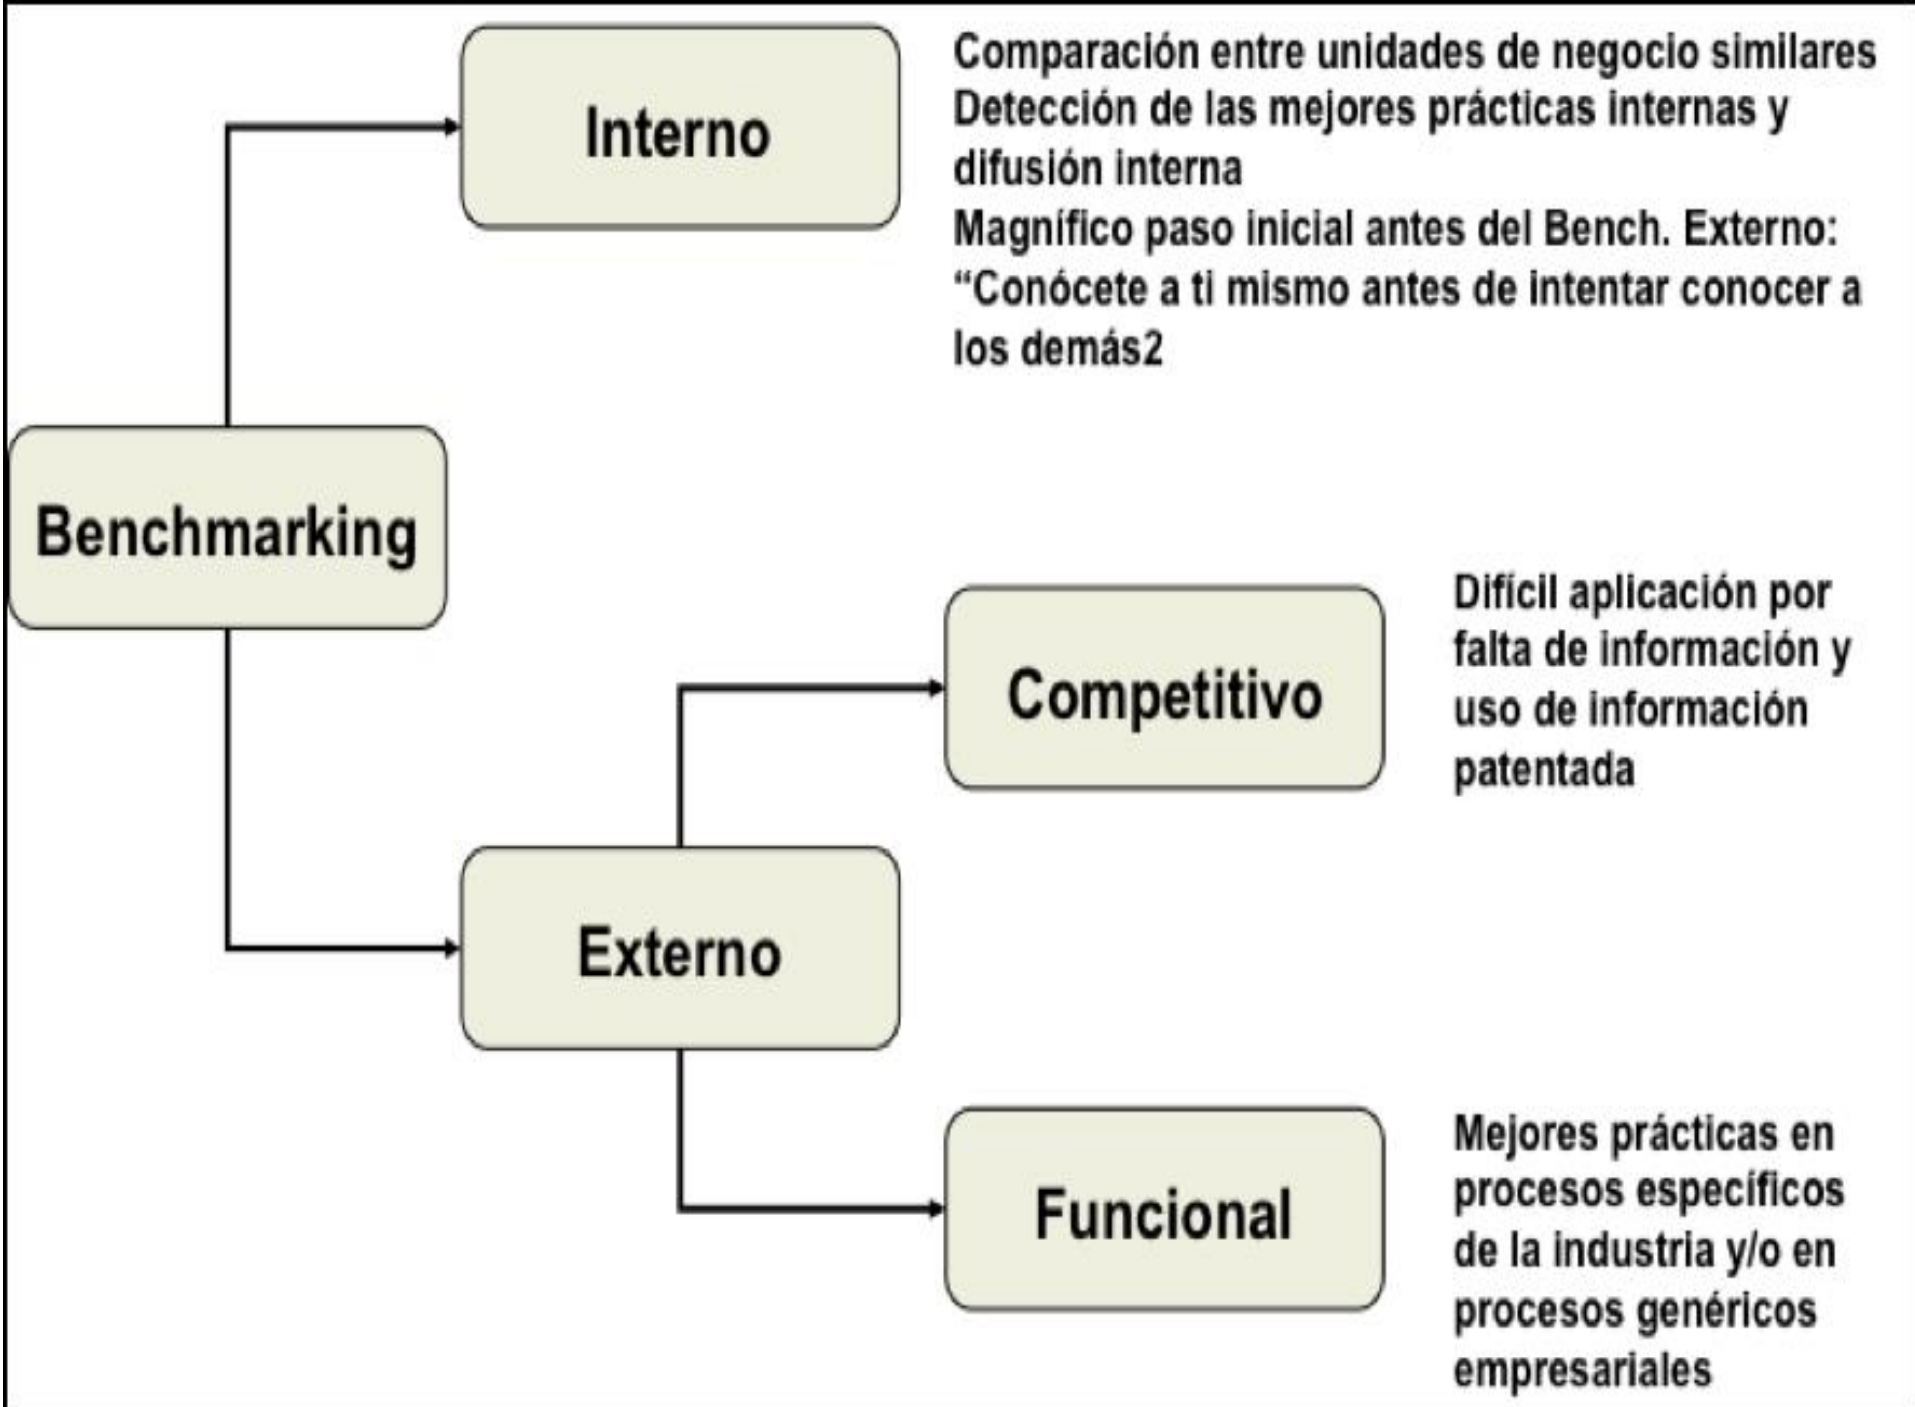 Interno
Comparación entre unidades de negocio similares
Detección de las mejores prácticas internas y
difusión interna
Magnífico paso inicial antes del Bench. Externo:
“Conócete a ti mismo antes de intentar conocer a
los demás2
Benchmarking
Competitivo
Difícil aplicación por
falta de información y
uso de información
patentada
Externo
Funcional
Mejores prácticas en
procesos específicos
de la industria y/o en
procesos genéricos
empresariales